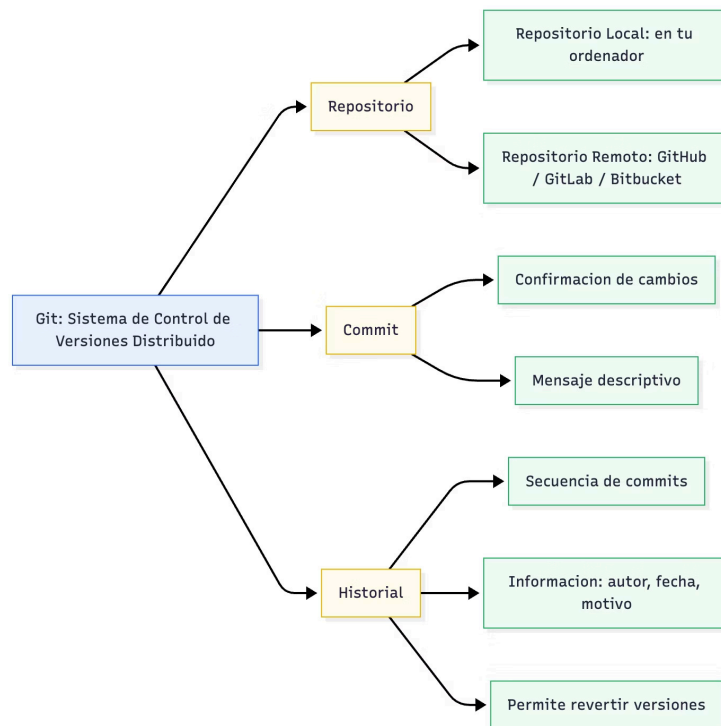 Git: Sistema de Control de
Versiones Distribuido
Repositorio
Repositorio Local: en tu
ordenador
Repositorio Remoto: GitHub
/ GitLab / Bitbucket
Commit
Confirmacion de cambios
Mensaje descriptivo
Historial
Secuencia de commits
Informacion: autor, fecha,
motivo
Permite revertir versiones